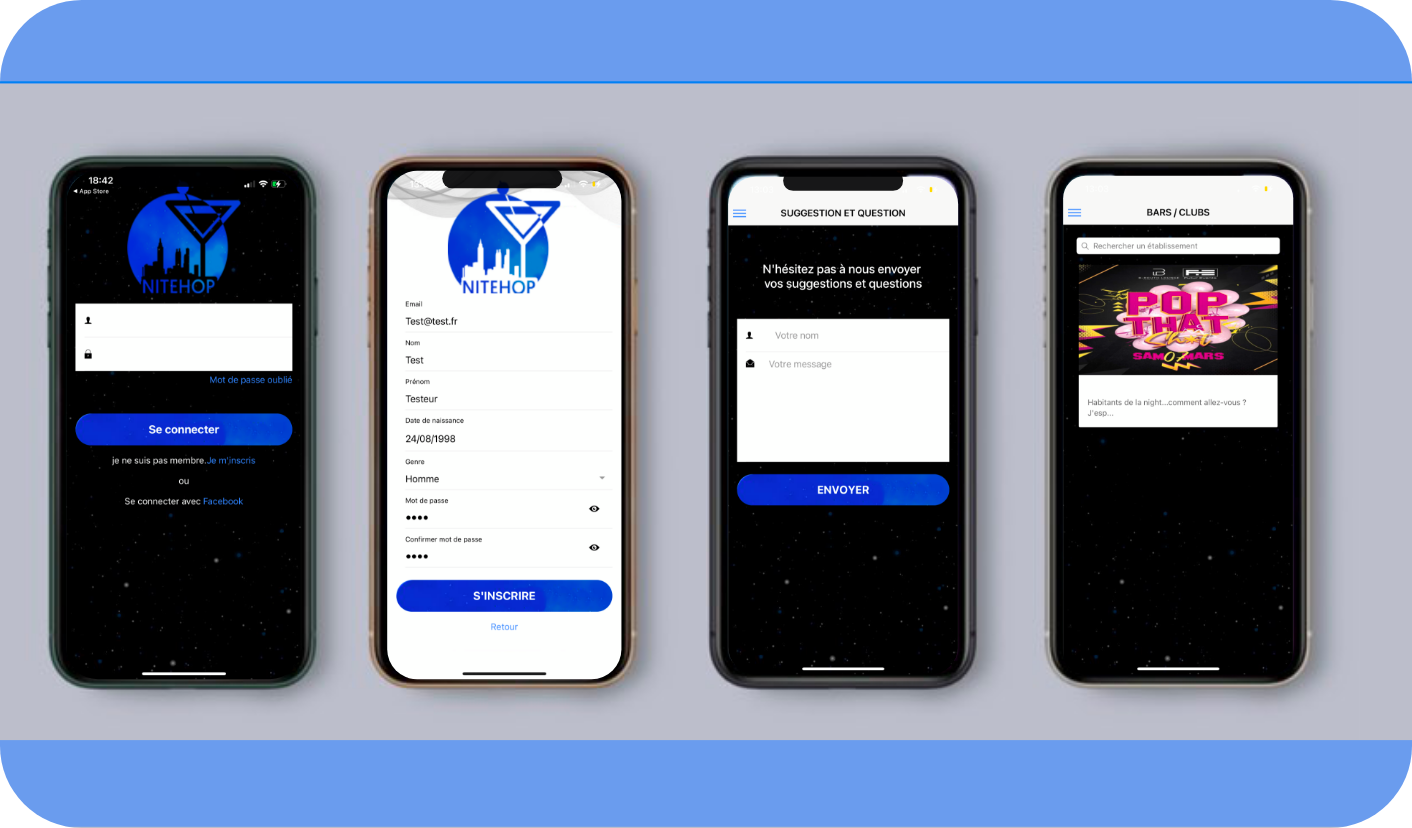 18:42
App Store
NITEHOP
Mot de passe oublié
Se connecter
je ne suis pas membre.Je m'inscris
ou
Se connecter avec Facebook
NITEHOP
Email
Test@test.fr
Nom
Test
Prénom
Testeur
Date de naissance
24/08/1998
Genre
Homme
Mot de passe
••••
Confirmer mot de passe
••••
S'INSCRIRE
Retour
SUGGESTION ET QUESTION
N'hésitez pas à nous envoyer
vos suggestions et questions
Votre nom
Votre message
ENVOYER
BARS / CLUBS
Rechercher un établissement
POP
THAT
SAM 07 MARS
Habitants de la night...comment allez-vous ?
J'esp...